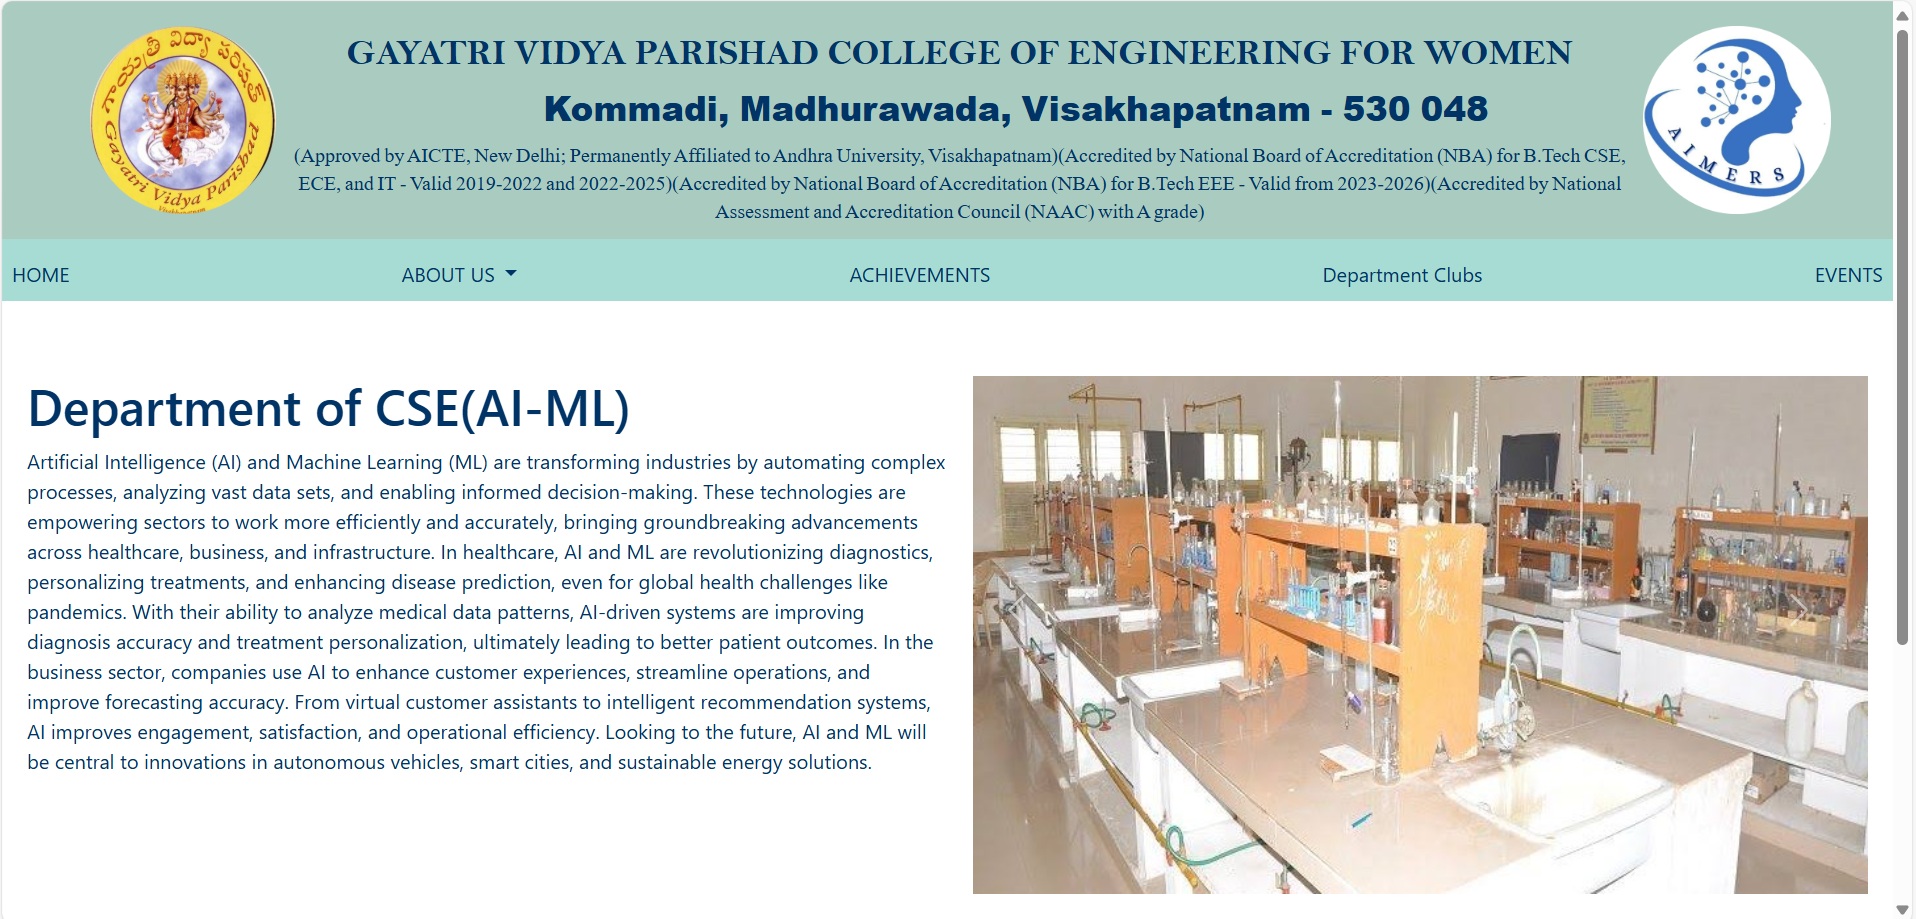 గాయత్రీ విద్యా పరిషత్
Gayatri Vidya Parishad
Visakhapatnam
GAYATRI VIDYA PARISHAD COLLEGE OF ENGINEERING FOR WOMEN
Kommadi, Madhurawada, Visakhapatnam - 530 048
(Approved by AICTE, New Delhi; Permanently Affiliated to Andhra University, Visakhapatnam)(Accredited by National Board of Accreditation (NBA) for B.Tech CSE,
ECE, and IT - Valid 2019-2022 and 2022-2025)(Accredited by National Board of Accreditation (NBA) for B.Tech EEE - Valid from 2023-2026)(Accredited by National
Assessment and Accreditation Council (NAAC) with A grade)
AIMERS
HOME
ABOUT US
ACHIEVEMENTS
Department Clubs
EVENTS
Department of CSE(AI-ML)
Artificial Intelligence (AI) and Machine Learning (ML) are transforming industries by automating complex
processes, analyzing vast data sets, and enabling informed decision-making. These technologies are
empowering sectors to work more efficiently and accurately, bringing groundbreaking advancements
across healthcare, business, and infrastructure. In healthcare, AI and ML are revolutionizing diagnostics,
personalizing treatments, and enhancing disease prediction, even for global health challenges like
pandemics. With their ability to analyze medical data patterns, AI-driven systems are improving
diagnosis accuracy and treatment personalization, ultimately leading to better patient outcomes. In the
business sector, companies use AI to enhance customer experiences, streamline operations, and
improve forecasting accuracy. From virtual customer assistants to intelligent recommendation systems,
AI improves engagement, satisfaction, and operational efficiency. Looking to the future, AI and ML will
be central to innovations in autonomous vehicles, smart cities, and sustainable energy solutions.